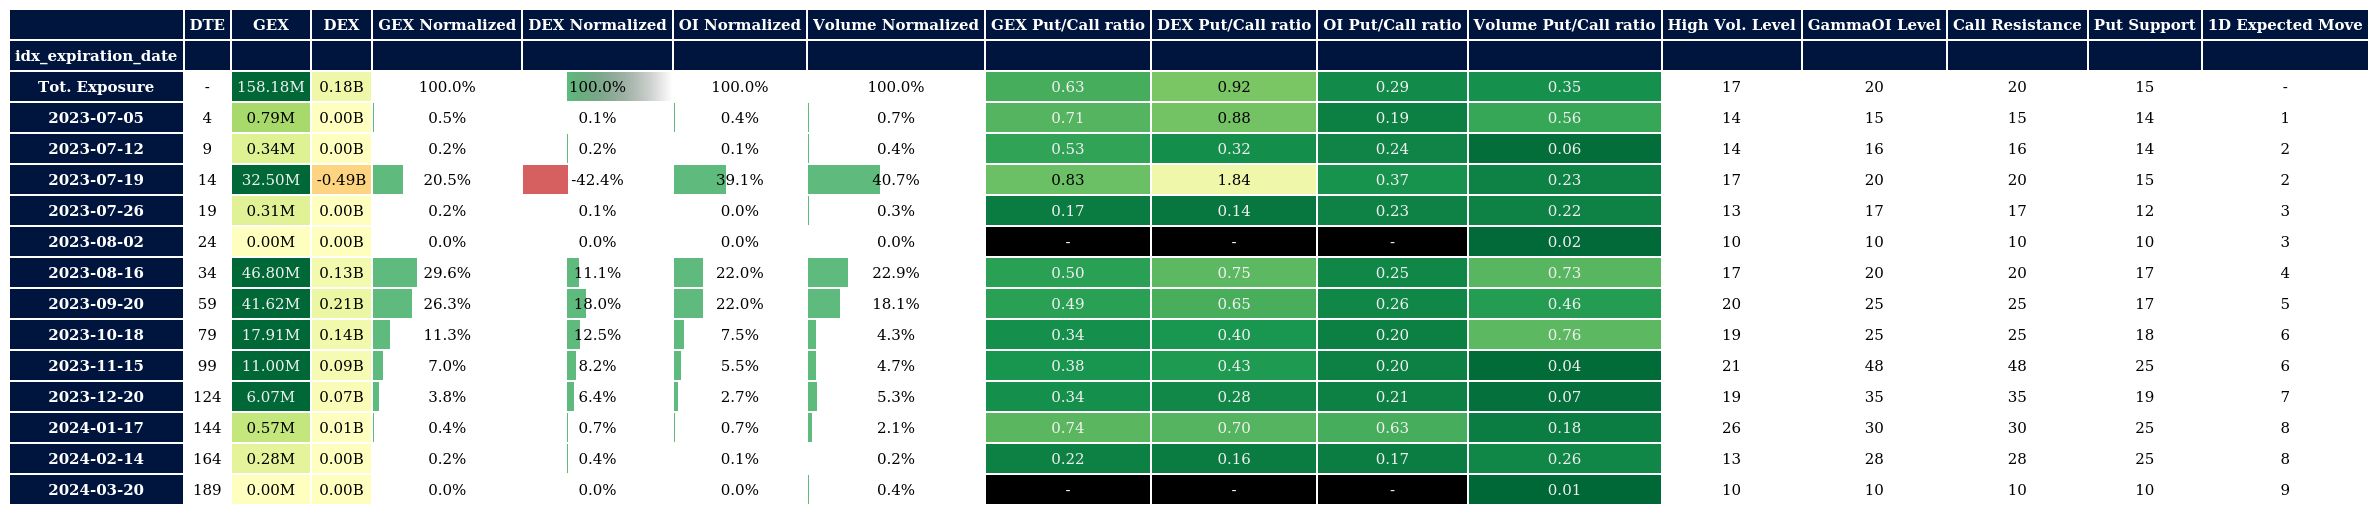 DTE GEX DEX GEX Normalized DEX Normalized OI Normalized Volume Normalized GEX Put/Call ratio DEX Put/Call ratio OI Put/Call ratio Volume Put/Call ratio High Vol. Level GammaOI Level Call Resistance Put Support 1D Expected Move
idx_expiration_date
Tot. Exposure - 158.18M 0.18B 100.0% 100.0% 100.0% 100.0% 0.63 0.92 0.29 0.35 17 20 20 15 -
2023-07-05 4 0.79M 0.00B 0.5% 0.1% 0.4% 0.7% 0.71 0.88 0.19 0.56 14 15 15 14 1
2023-07-12 9 0.34M 0.00B 0.2% 0.2% 0.1% 0.4% 0.53 0.32 0.24 0.06 14 16 16 14 2
2023-07-19 14 32.50M -0.49B 20.5% -42.4% 39.1% 40.7% 0.83 1.84 0.37 0.23 17 20 20 15 2
2023-07-26 19 0.31M 0.00B 0.2% 0.1% 0.0% 0.3% 0.17 0.14 0.23 0.22 13 17 17 12 3
2023-08-02 24 0.00M 0.00B 0.0% 0.0% 0.0% 0.0% - - - 0.02 10 10 10 10 3
2023-08-16 34 46.80M 0.13B 29.6% 11.1% 22.0% 22.9% 0.50 0.75 0.25 0.73 17 20 20 17 4
2023-09-20 59 41.62M 0.21B 26.3% 18.0% 22.0% 18.1% 0.49 0.65 0.26 0.46 20 25 25 17 5
2023-10-18 79 17.91M 0.14B 11.3% 12.5% 7.5% 4.3% 0.34 0.40 0.20 0.76 19 25 25 18 6
2023-11-15 99 11.00M 0.09B 7.0% 8.2% 5.5% 4.7% 0.38 0.43 0.20 0.04 21 48 48 25 6
2023-12-20 124 6.07M 0.07B 3.8% 6.4% 2.7% 5.3% 0.34 0.28 0.21 0.07 19 35 35 19 7
2024-01-17 144 0.57M 0.01B 0.4% 0.7% 0.7% 2.1% 0.74 0.70 0.63 0.18 26 30 30 25 8
2024-02-14 164 0.28M 0.00B 0.2% 0.4% 0.1% 0.2% 0.22 0.16 0.17 0.26 13 28 28 25 8
2024-03-20 189 0.00M 0.00B 0.0% 0.0% 0.0% 0.4% - - - 0.01 10 10 10 10 9